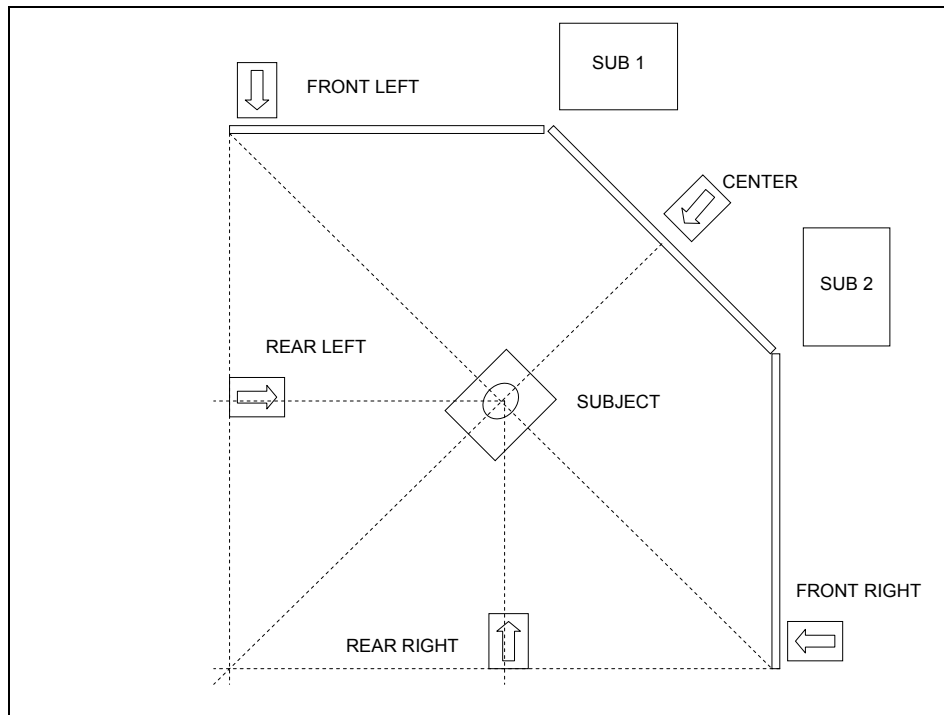 SUB 1
FRONT LEFT
CENTER
SUB 2
REAR LEFT
SUBJECT
FRONT RIGHT
REAR RIGHT